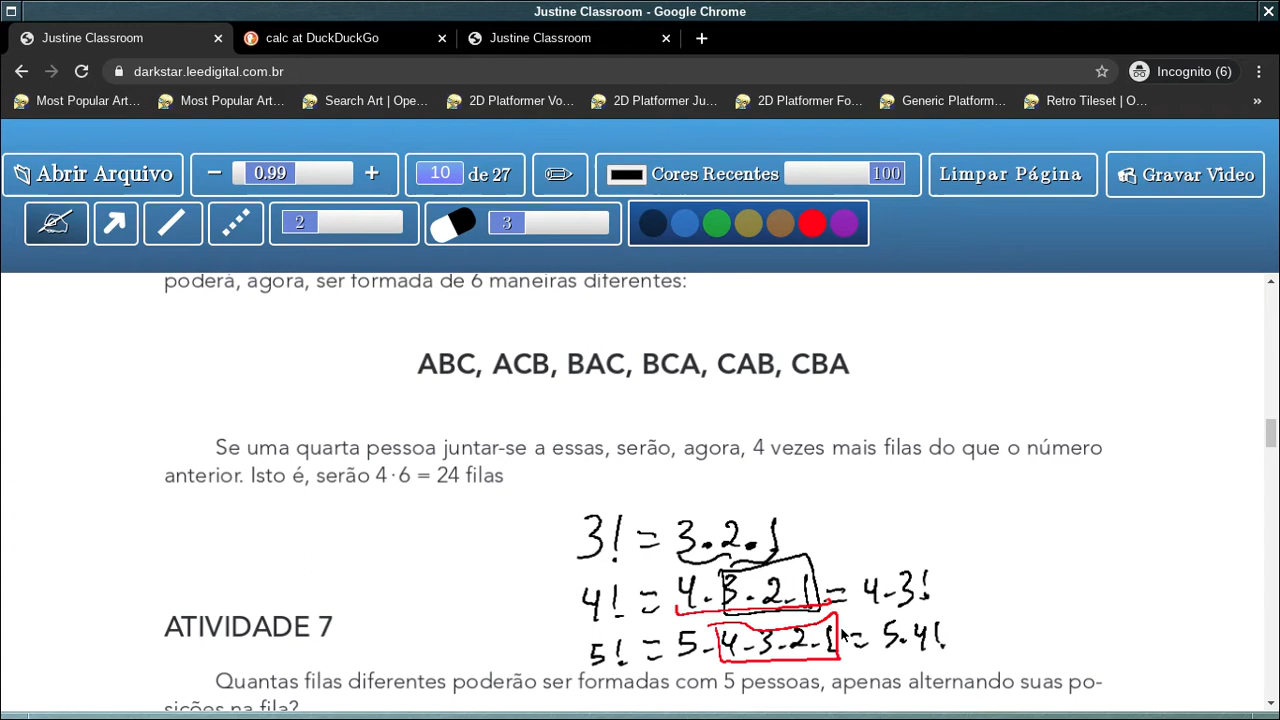 Justine Classroom - Google Chrome
Justine Classroom
calc at DuckDuckGo
Justine Classroom
darkstar.leedigital.com.br
Incognito (6)
Most Popular Art...
Most Popular Art...
Search Art | Ope...
2D Platformer Vo...
2D Platformer Ju...
2D Platformer Fo...
Generic Platform...
Retro Tileset | O...
Abrir Arquivo
− 0.99 +
10 de 27
Cores Recentes 100
Limpar Página
Gravar Video
2
3
poderá, agora, ser formada de 6 maneiras diferentes:
ABC, ACB, BAC, BCA, CAB, CBA
Se uma quarta pessoa juntar-se a essas, serão, agora, 4 vezes mais filas do que o número
anterior. Isto é, serão 4·6 = 24 filas
3! = 3.2.1
4! = 4.3.2.1 = 4.3!
5! = 5.4.3.2.1 = 5.4!
ATIVIDADE 7
Quantas filas diferentes poderão ser formadas com 5 pessoas, apenas alternando suas po-
sições na fila?